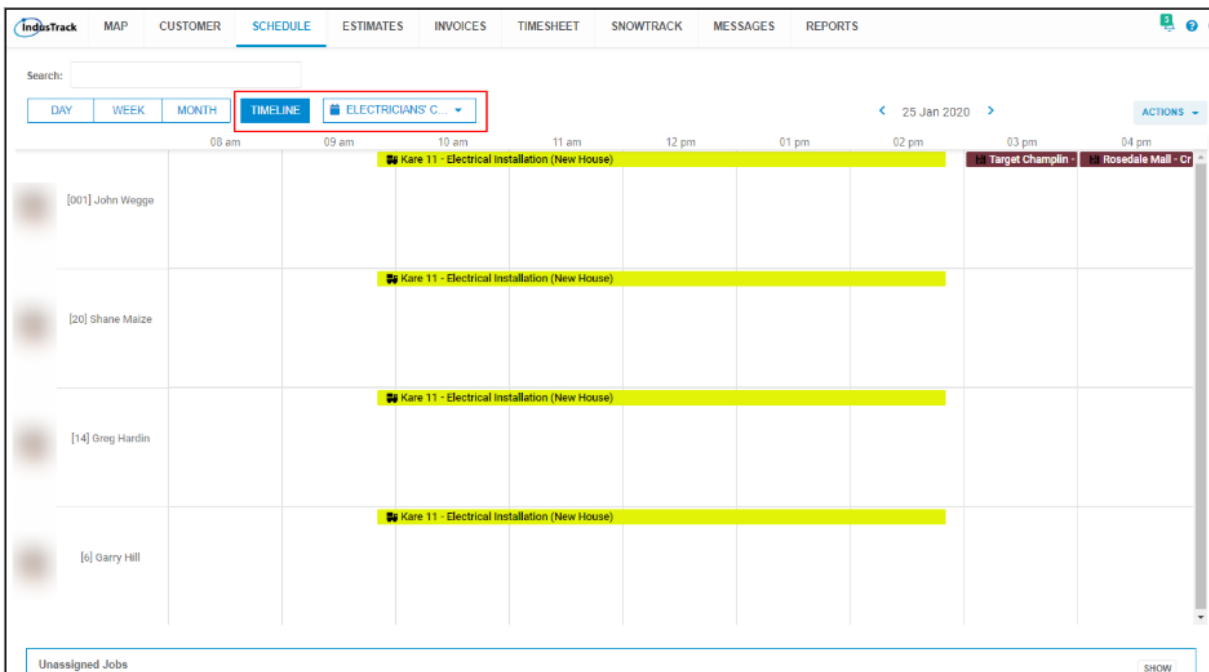 IndusTrack MAP CUSTOMER SCHEDULE ESTIMATES INVOICES TIMESHEET SNOWTRACK MESSAGES REPORTS 5 ?
Search:
DAY WEEK MONTH TIMELINE ELECTRICIANS' C... 25 Jan 2020 ACTIONS
08 am 09 am 10 am 11 am 12 pm 01 pm 02 pm 03 pm 04 pm
Kare 11 - Electrical Installation (New House) Target Champlin - Rosedale Mall - Cr
[001] John Wegge
Kare 11 - Electrical Installation (New House)
[20] Shane Maize
Kare 11 - Electrical Installation (New House)
[14] Greg Hardin
Kare 11 - Electrical Installation (New House)
[6] Garry Hill
Unassigned Jobs SHOW